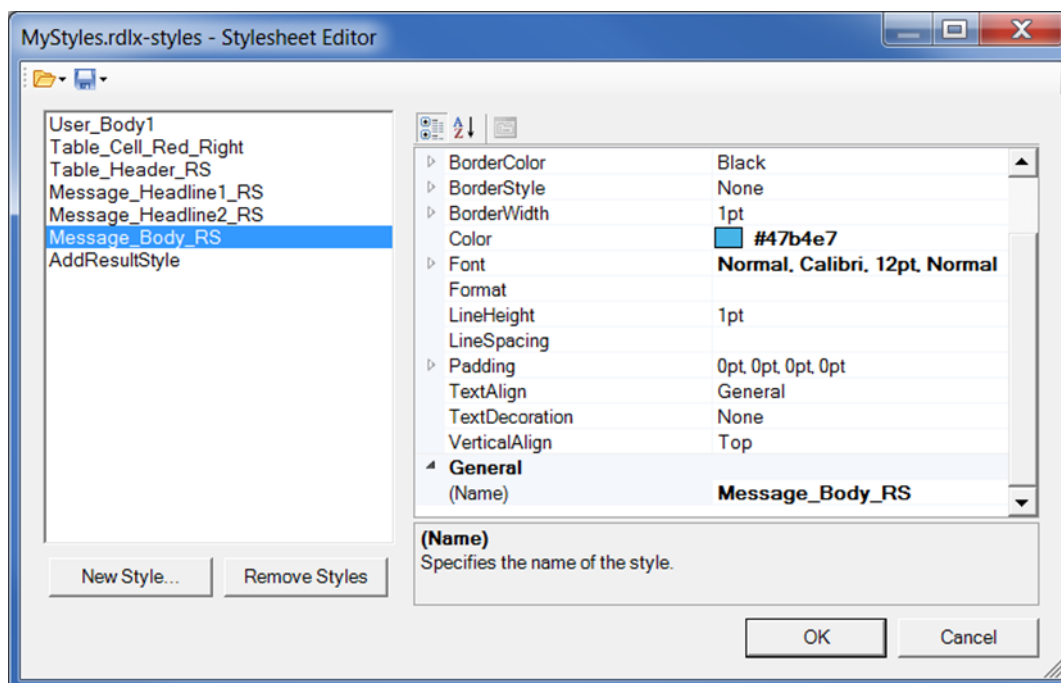 MyStyles.rdlx-styles - Stylesheet Editor
User_Body1
Table_Cell_Red_Right
Table_Header_RS
Message_Headline1_RS
Message_Headline2_RS
Message_Body_RS
AddResultStyle
New Style...
Remove Styles
A
Z
BorderColor Black
BorderStyle None
BorderWidth 1pt
Color #47b4e7
Font Normal, Calibri, 12pt, Normal
Format
LineHeight 1pt
LineSpacing
Padding 0pt, 0pt, 0pt, 0pt
TextAlign General
TextDecoration None
VerticalAlign Top
General
(Name) Message_Body_RS
(Name)
Specifies the name of the style.
OK
Cancel